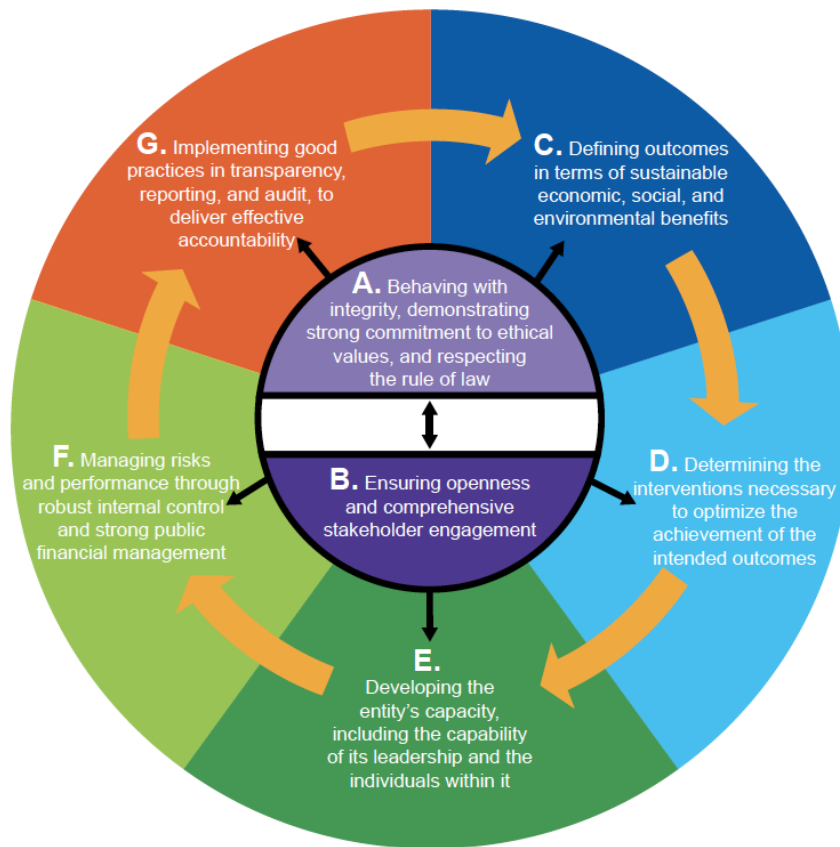 A. Behaving with
integrity, demonstrating
strong commitment to ethical
values, and respecting
the rule of law
B. Ensuring openness
and comprehensive
stakeholder engagement
C. Defining outcomes
in terms of sustainable
economic, social, and
environmental benefits
D. Determining the
interventions necessary
to optimize the
achievement of the
intended outcomes
E.
Developing the
entity’s capacity,
including the capability
of its leadership and the
individuals within it
F. Managing risks
and performance through
robust internal control
and strong public
financial management
G. Implementing good
practices in transparency,
reporting, and audit, to
deliver effective
accountability